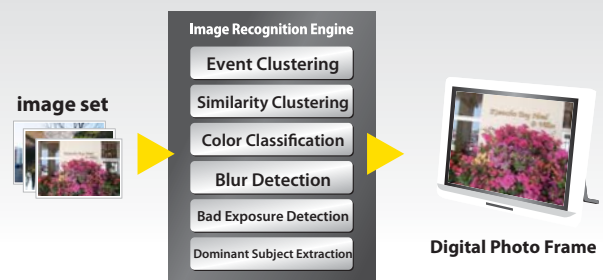 Image Recognition Engine
Event Clustering
image set
Similarity Clustering
Color Classification
Blur Detection
Bad Exposure Detection
Dominant Subject Extraction
Digital Photo Frame